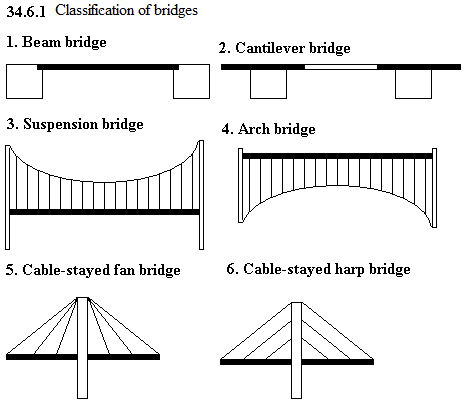 34.6.1 Classification of bridges
1. Beam bridge
2. Cantilever bridge
3. Suspension bridge
4. Arch bridge
5. Cable-stayed fan bridge
6. Cable-stayed harp bridge